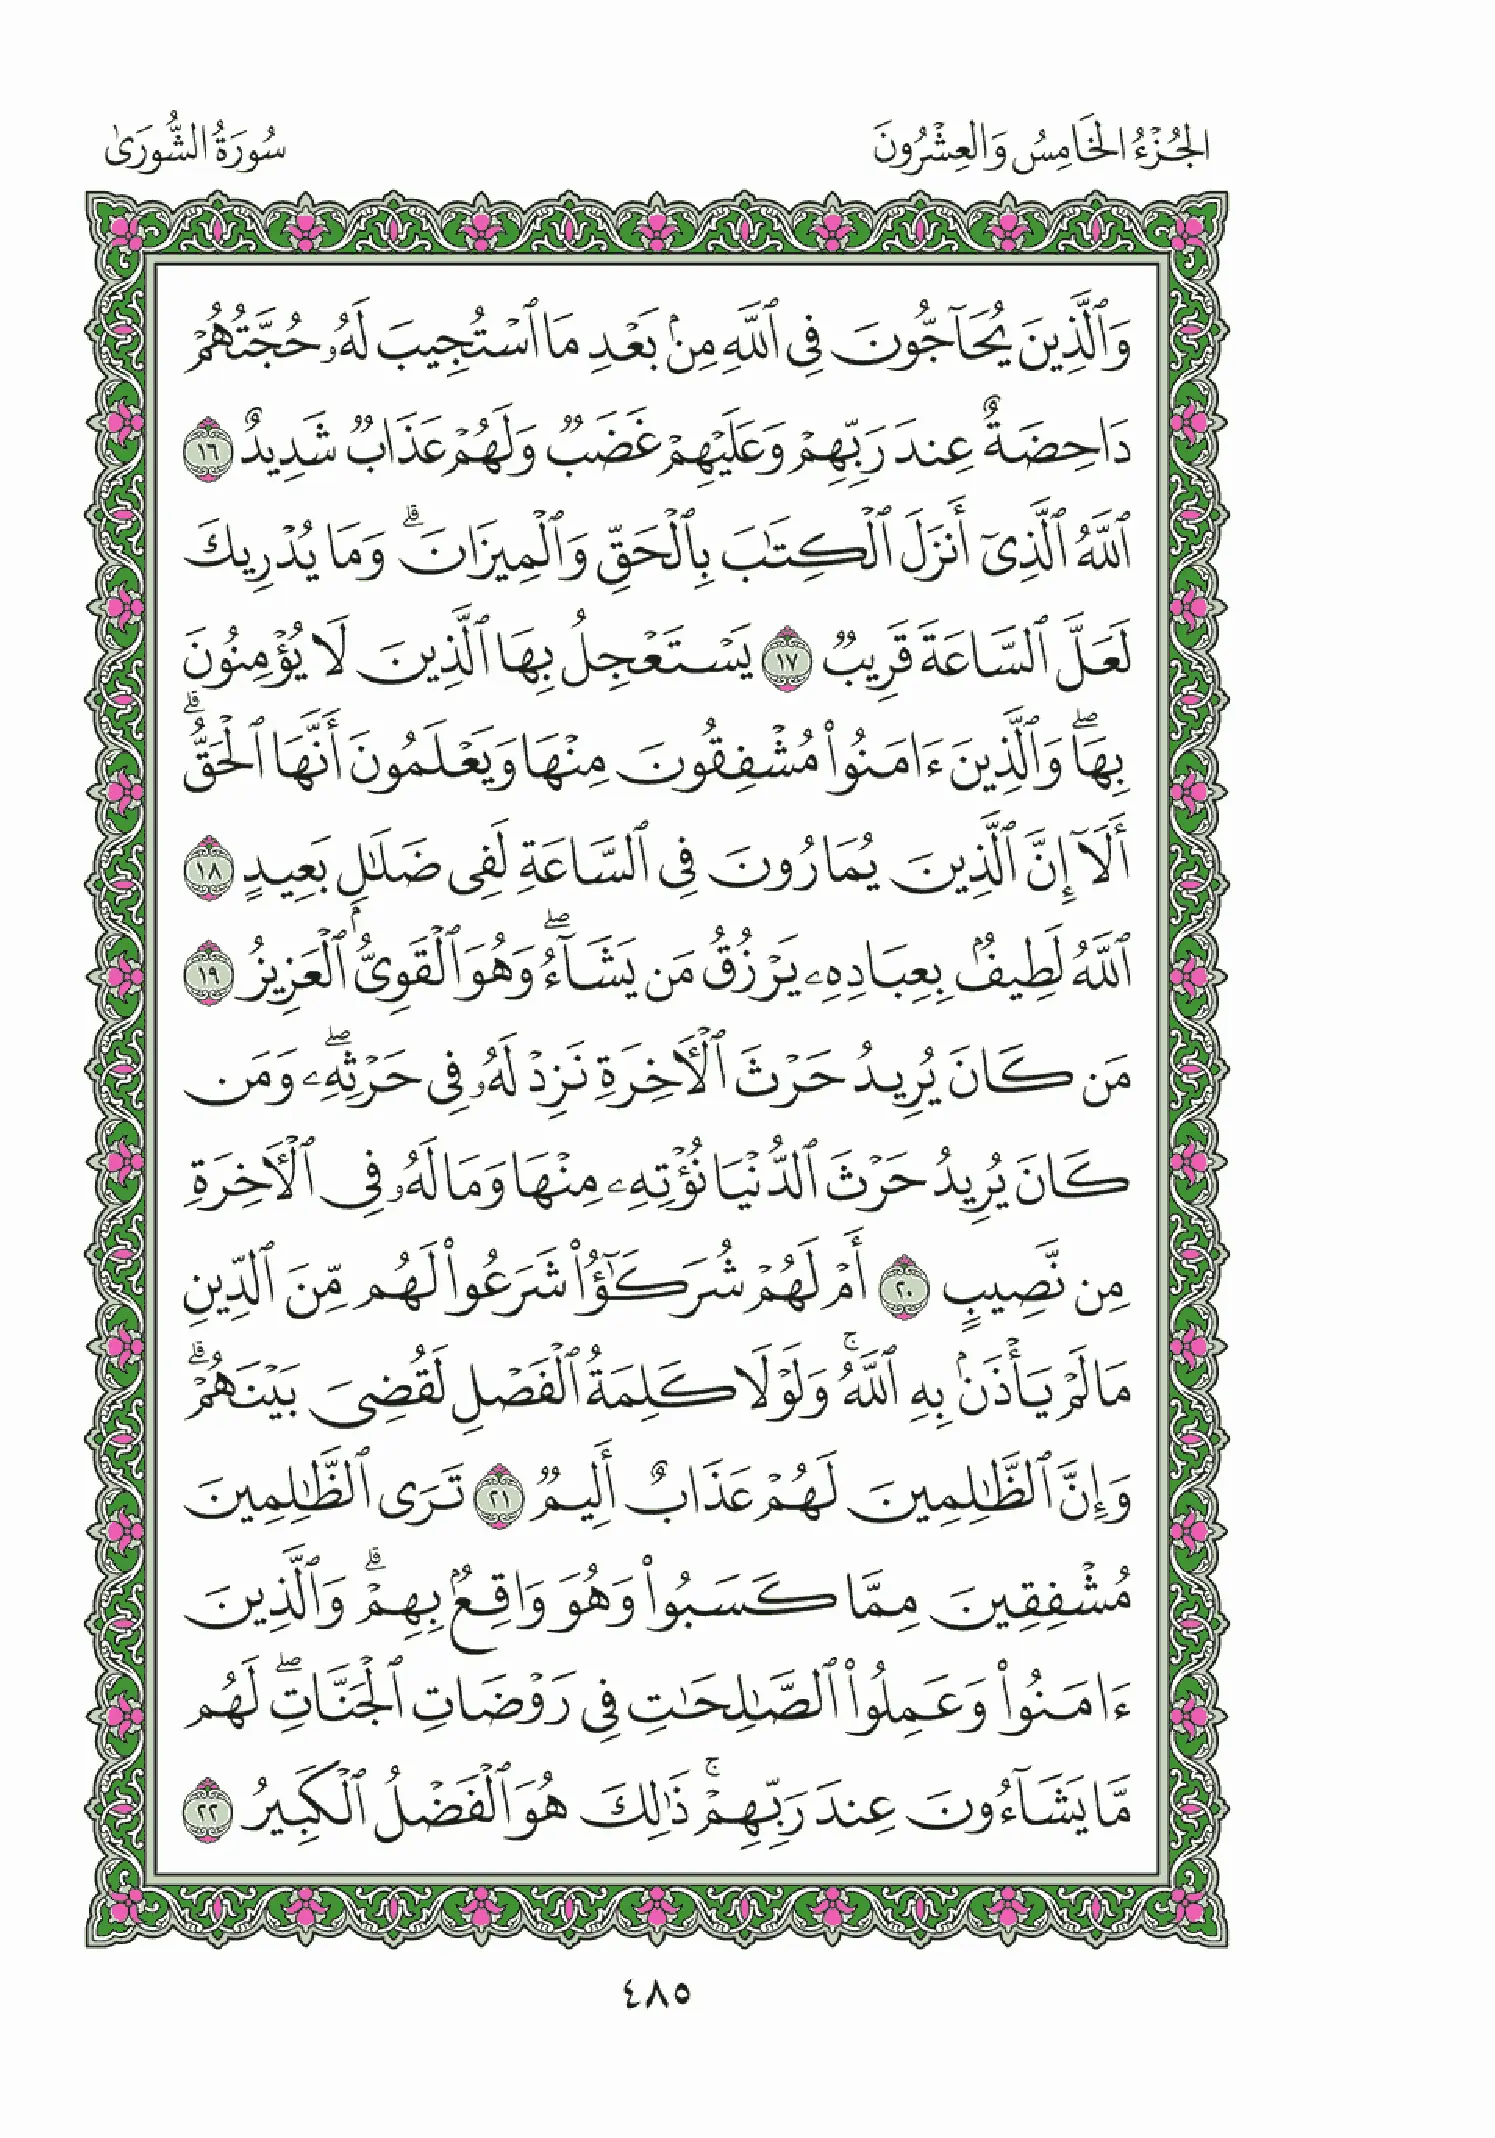 الجُزْءُ الخَامِسُ وَالعِشْرُونَ
سُورَةُ الشُّورَىٰ
وَٱلَّذِينَ يُحَآجُّونَ فِى ٱللَّهِ مِنۢ بَعْدِ مَا ٱسْتُجِيبَ لَهُۥ حُجَّتُهُمْ
دَاحِضَةٌ عِندَ رَبِّهِمْ وَعَلَيْهِمْ غَضَبٌ وَلَهُمْ عَذَابٌ شَدِيدٌ ١٦
ٱللَّهُ ٱلَّذِىٓ أَنزَلَ ٱلْكِتَـٰبَ بِٱلْحَقِّ وَٱلْمِيزَانَ ۗ وَمَا يُدْرِيكَ
لَعَلَّ ٱلسَّاعَةَ قَرِيبٌ ١٧ يَسْتَعْجِلُ بِهَا ٱلَّذِينَ لَا يُؤْمِنُونَ
بِهَا ۖ وَٱلَّذِينَ ءَامَنُوا۟ مُشْفِقُونَ مِنْهَا وَيَعْلَمُونَ أَنَّهَا ٱلْحَقُّ ۗ
أَلَآ إِنَّ ٱلَّذِينَ يُمَارُونَ فِى ٱلسَّاعَةِ لَفِى ضَلَـٰلٍۭ بَعِيدٍ ١٨
ٱللَّهُ لَطِيفٌۢ بِعِبَادِهِۦ يَرْزُقُ مَن يَشَآءُ ۖ وَهُوَ ٱلْقَوِىُّ ٱلْعَزِيزُ ١٩
مَن كَانَ يُرِيدُ حَرْثَ ٱلْـَٔاخِرَةِ نَزِدْ لَهُۥ فِى حَرْثِهِۦ ۖ وَمَن
كَانَ يُرِيدُ حَرْثَ ٱلدُّنْيَا نُؤْتِهِۦ مِنْهَا وَمَا لَهُۥ فِى ٱلْـَٔاخِرَةِ
مِن نَّصِيبٍ ٢٠ أَمْ لَهُمْ شُرَكَـٰٓؤُا۟ شَرَعُوا۟ لَهُم مِّنَ ٱلدِّينِ
مَا لَمْ يَأْذَنۢ بِهِ ٱللَّهُ ۚ وَلَوْلَا كَلِمَةُ ٱلْفَصْلِ لَقُضِىَ بَيْنَهُمْ ۗ
وَإِنَّ ٱلظَّـٰلِمِينَ لَهُمْ عَذَابٌ أَلِيمٌ ٢١ تَرَى ٱلظَّـٰلِمِينَ
مُشْفِقِينَ مِمَّا كَسَبُوا۟ وَهُوَ وَاقِعٌۢ بِهِمْ ۗ وَٱلَّذِينَ
ءَامَنُوا۟ وَعَمِلُوا۟ ٱلصَّـٰلِحَـٰتِ فِى رَوْضَاتِ ٱلْجَنَّاتِ ۖ لَهُم
مَّا يَشَآءُونَ عِندَ رَبِّهِمْ ۚ ذَٰلِكَ هُوَ ٱلْفَضْلُ ٱلْكَبِيرُ ٢٢
٤٨٥